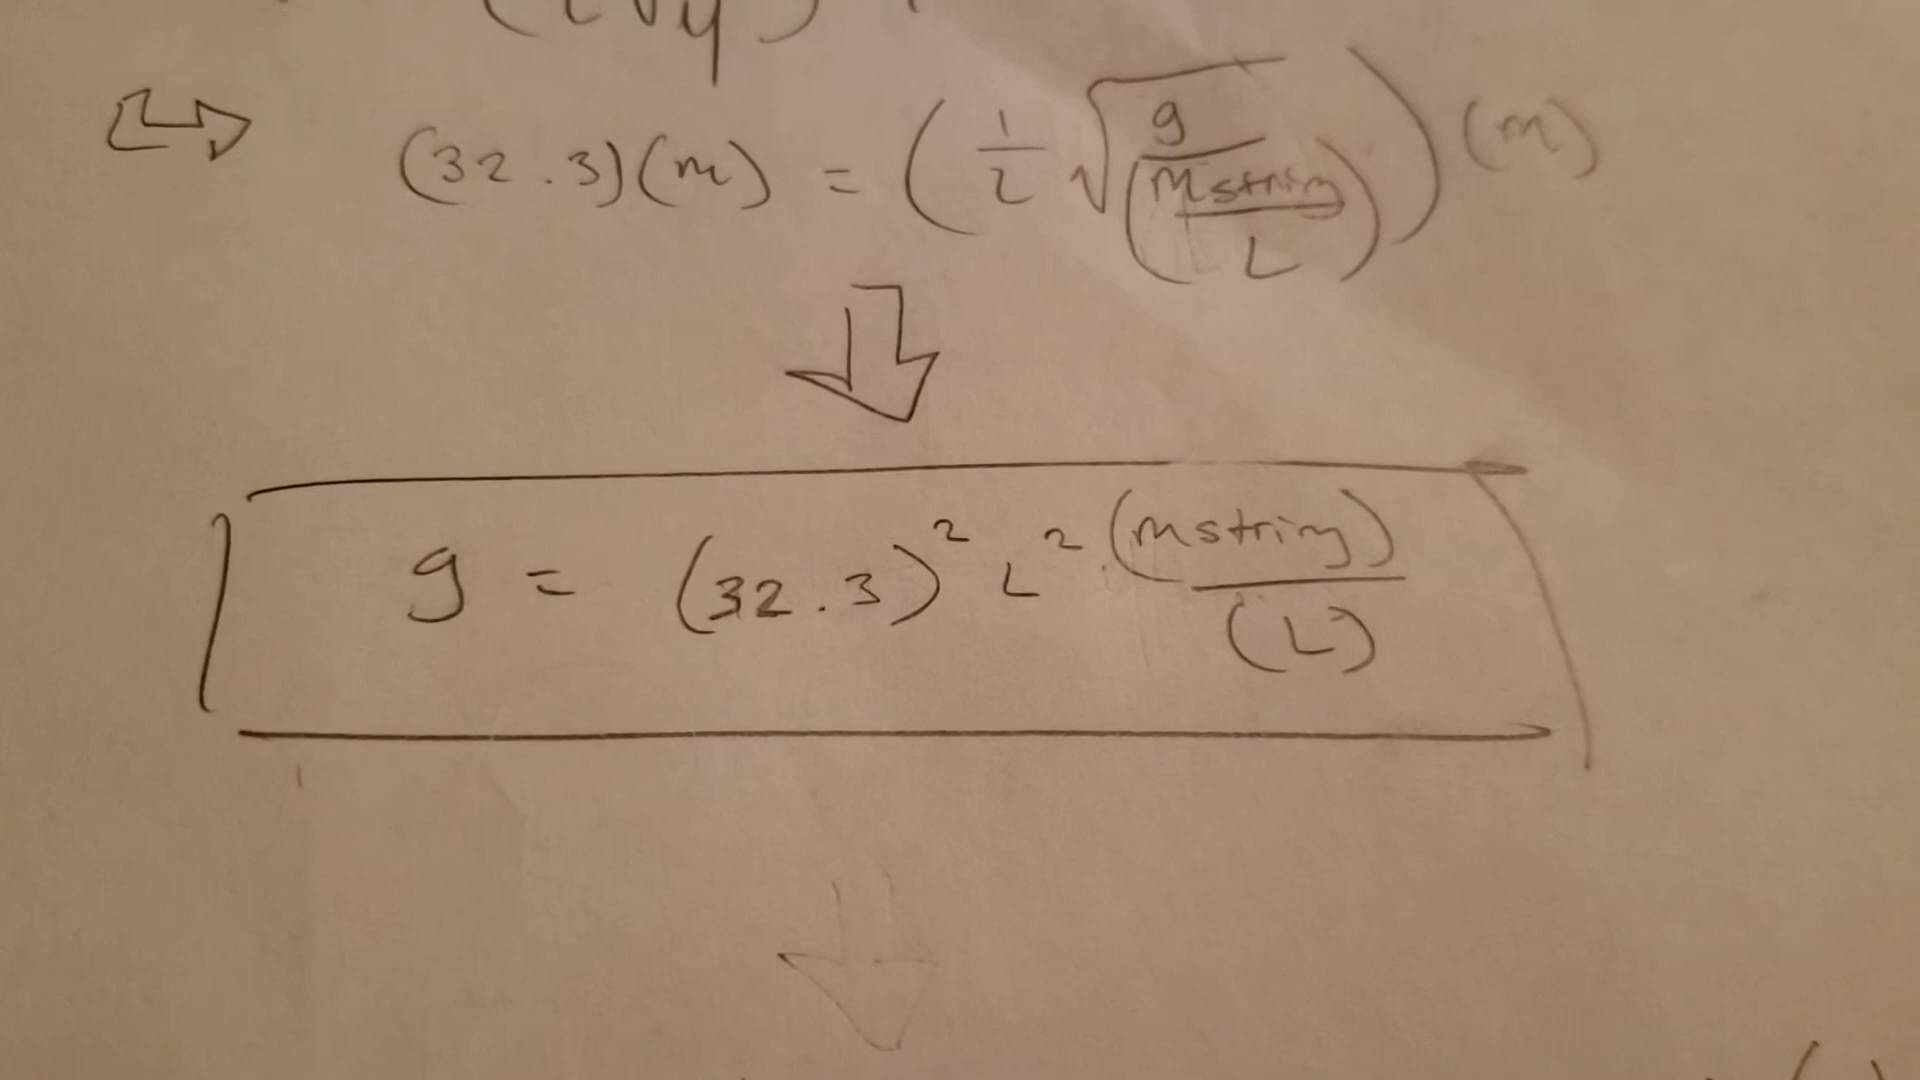 (32.3)(m) = (1/2 √(g/(mstring/L)))(m)
g = (32.3)² L² (mstring)/(L)